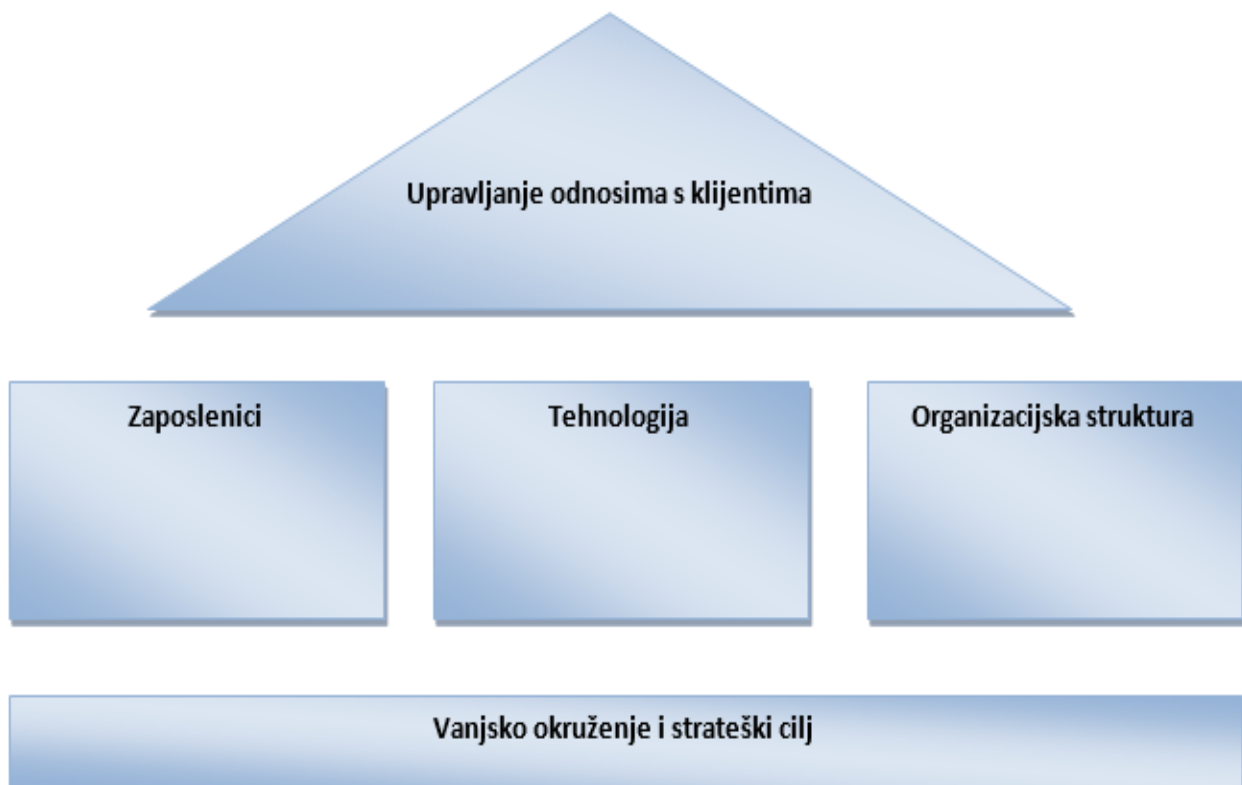 Upravljanje odnosima s klijentima
Zaposlenici
Tehnologija
Organizacijska struktura
Vanjsko okruženje i strateški cilj